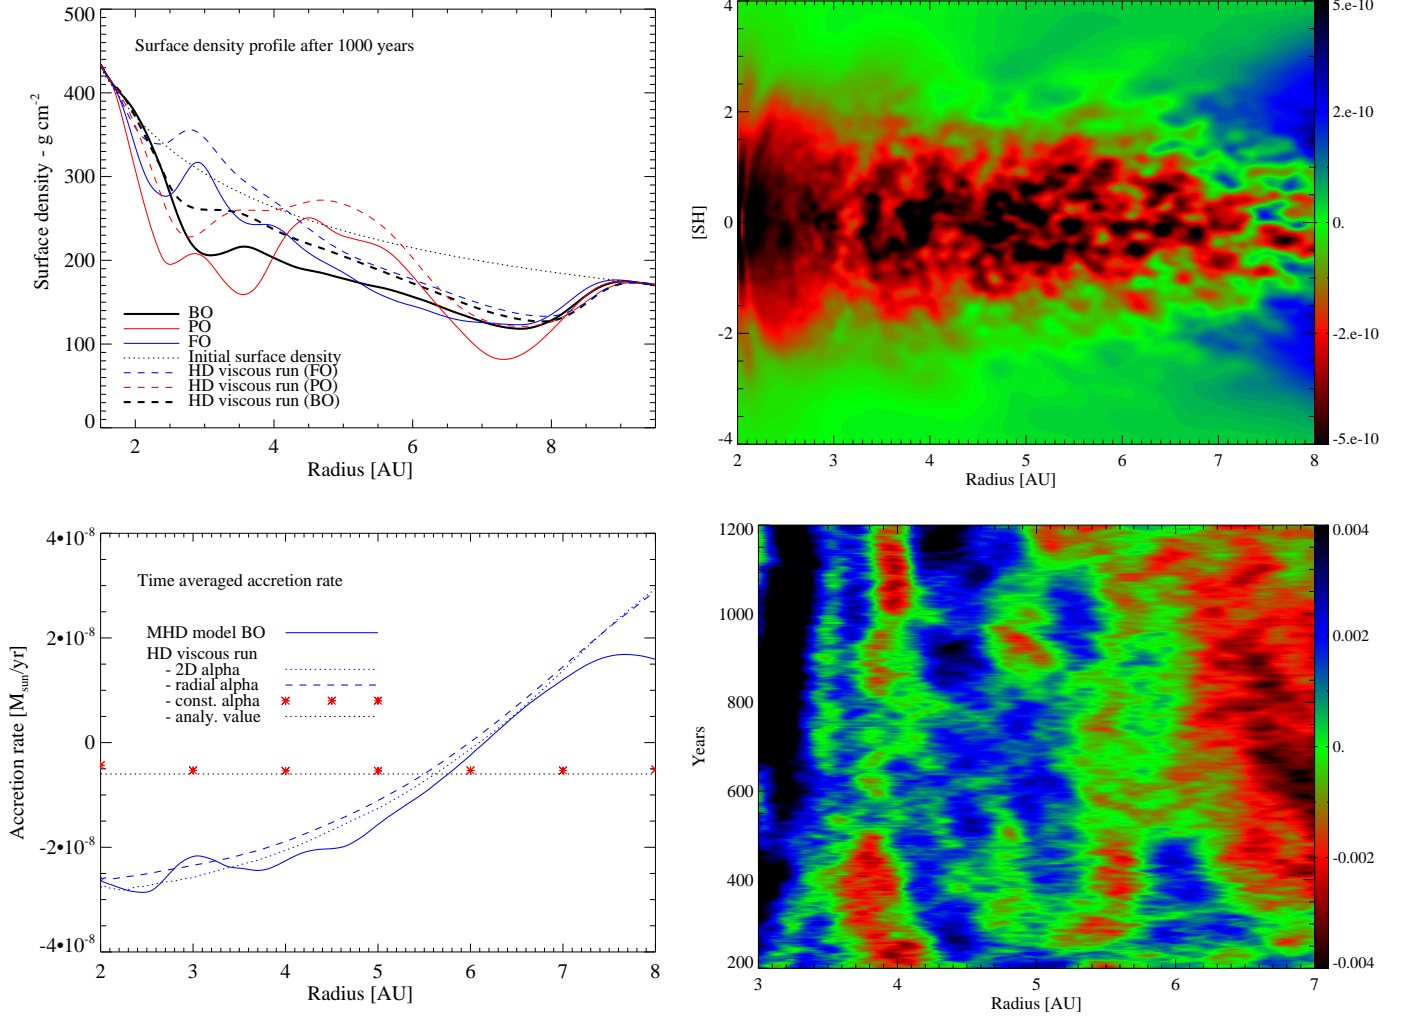 500
400
300
200
100
0
Surface density - g cm-2
Surface density profile after 1000 years
BO
PO
FO
Initial surface density
HD viscous run (FO)
HD viscous run (PO)
HD viscous run (BO)
2 4 6 8
Radius [AU]
4
2
0
-2
-4
[SH]
2 3 4 5 6 7 8
Radius [AU]
5.e-10
2.e-10
0.
-2.e-10
-5.e-10
4•10-8
2•10-8
0
-2•10-8
-4•10-8
Accretion rate [Msun/yr]
Time averaged accretion rate
MHD model BO
HD viscous run
- 2D alpha
- radial alpha
- const. alpha
- analy. value
2 3 4 5 6 7 8
Radius [AU]
1200
1000
800
600
400
200
Years
3 4 5 6 7
Radius [AU]
0.004
0.002
0.
-0.002
-0.004